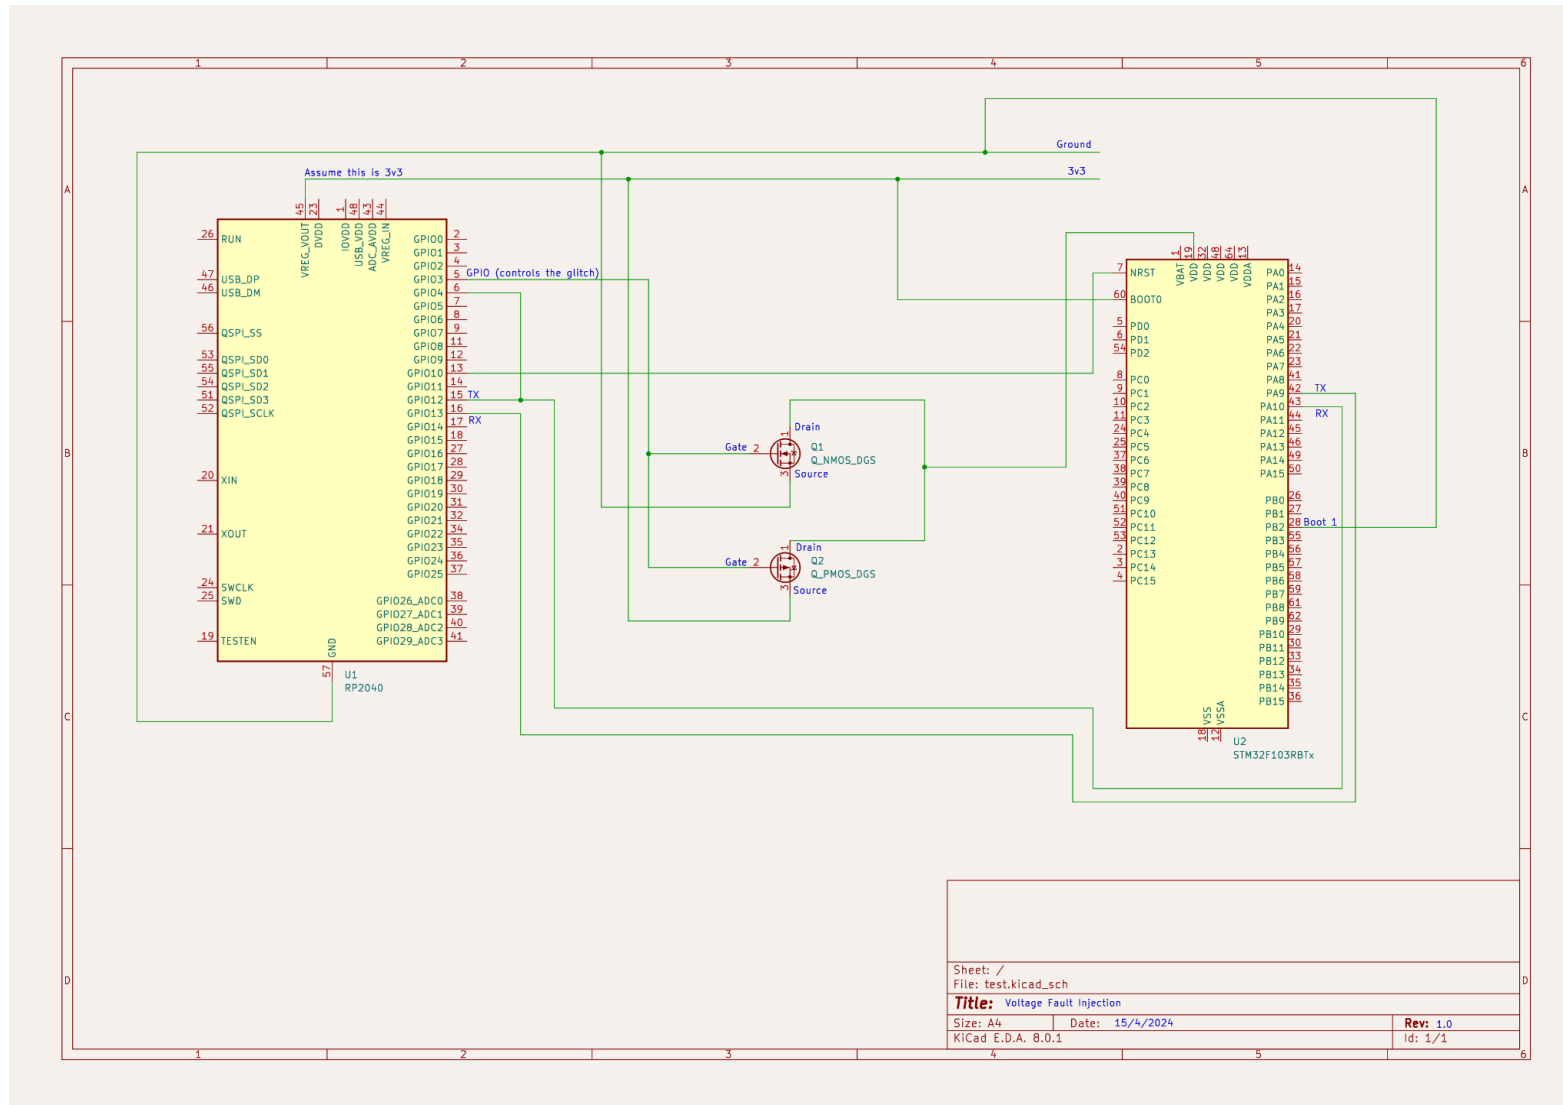 1 2 3 4 5 6
A
B
C
D
Ground
3v3
Assume this is 3v3
45 VREG_VOUT
23 DVDD
1 IOVDD
48 USB_VDD
43 ADC_AVDD
44 VREG_IN
26 RUN
47 USB_DP
46 USB_DM
56 QSPI_SS
53 QSPI_SD0
55 QSPI_SD1
54 QSPI_SD2
51 QSPI_SD3
52 QSPI_SCLK
20 XIN
21 XOUT
24 SWCLK
25 SWD
19 TESTEN
57 GND
GPIO0 2
GPIO1 3
GPIO2 4
GPIO3 5
GPIO4 6
GPIO5 7
GPIO6 8
GPIO7 9
GPIO8 11
GPIO9 12
GPIO10 13
GPIO11 14
GPIO12 15
GPIO13 16
GPIO14 17
GPIO15 18
GPIO16 27
GPIO17 28
GPIO18 29
GPIO19 30
GPIO20 31
GPIO21 32
GPIO22 34
GPIO23 35
GPIO24 36
GPIO25 37
GPIO26_ADC0 38
GPIO27_ADC1 39
GPIO28_ADC2 40
GPIO29_ADC3 41
U1
RP2040
GPIO (controls the glitch)
TX
RX
Drain
1
Gate 2
Q1
Q_NMOS_DGS
3
Source
Drain
1
Gate 2
Q2
Q_PMOS_DGS
3
Source
1 VBAT
19 VDD
32 VDD
48 VDD
64 VDD
13 VDDA
7 NRST
60 BOOT0
5 PD0
6 PD1
54 PD2
8 PC0
9 PC1
10 PC2
11 PC3
24 PC4
25 PC5
37 PC6
38 PC7
39 PC8
40 PC9
51 PC10
52 PC11
53 PC12
2 PC13
3 PC14
4 PC15
PA0 14
PA1 15
PA2 16
PA3 17
PA4 20
PA5 21
PA6 22
PA7 23
PA8 41
PA9 42
PA10 43
PA11 44
PA12 45
PA13 46
PA14 49
PA15 50
PB0 26
PB1 27
PB2 28
PB3 55
PB4 56
PB5 57
PB6 58
PB7 59
PB8 61
PB9 62
PB10 29
PB11 30
PB12 33
PB13 34
PB14 35
PB15 36
TX
RX
Boot 1
18 VSS
12 VSSA
U2
STM32F103RBTx
Sheet: /
File: test.kicad_sch
Title: Voltage Fault Injection
Size: A4 Date: 15/4/2024 Rev: 1.0
KiCad E.D.A. 8.0.1 Id: 1/1
A
B
C
D
1 2 3 4 5 6